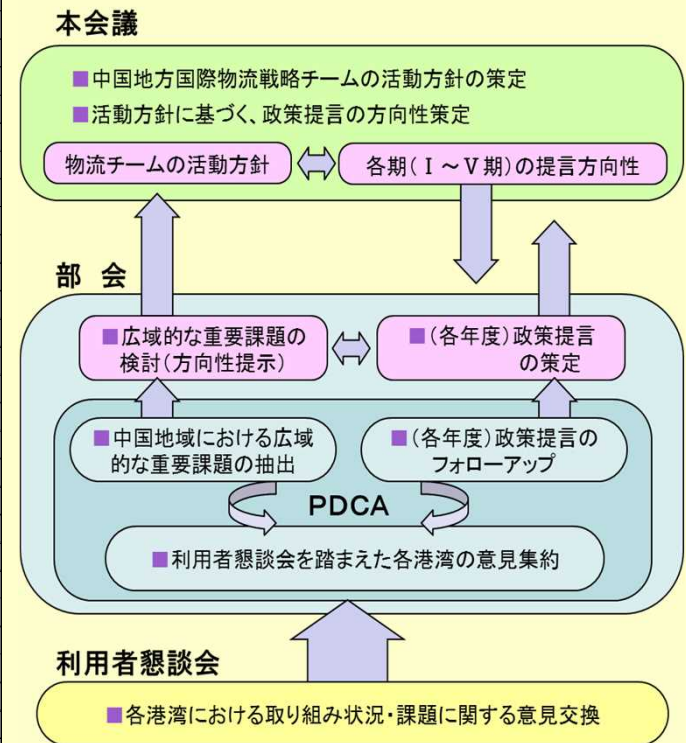 本会議
■中国地方国際物流戦略チームの活動方針の策定
■活動方針に基づく、政策提言の方向性策定
物流チームの活動方針
各期(Ⅰ～Ⅴ期)の提言方向性
部　会
■広域的な重要課題の
検討(方向性提示)
■(各年度)政策提言
の策定
■中国地域における広域
的な重要課題の抽出
■(各年度)政策提言の
フォローアップ
PDCA
■利用者懇談会を踏まえた各港湾の意見集約
利用者懇談会
■各港湾における取り組み状況・課題に関する意見交換